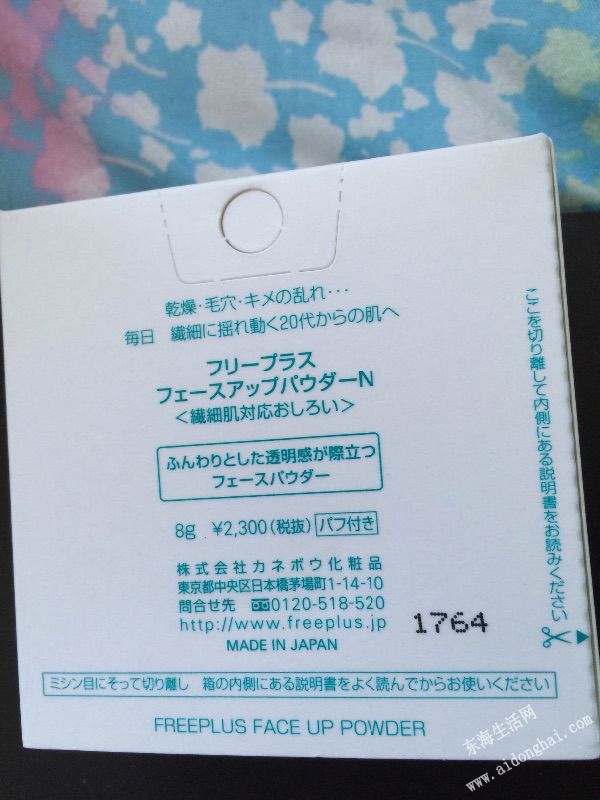 乾燥・毛穴・キメの乱れ・・・
毎日　繊細に揺れ動く20代からの肌へ
フリープラス
フェースアップパウダーN
＜繊細肌対応おしろい＞
ふんわりとした透明感が際立つ
フェースパウダー
8g　¥2,300（税抜）パフ付き
株式会社カネボウ化粧品
東京都中央区日本橋茅場町1-14-10
問合せ先　0120-518-520
http://www.freeplus.jp
MADE IN JAPAN
1764
ミシン目にそって切り離し　箱の内側にある説明書をよく読んでからお使いください
FREEPLUS FACE UP POWDER
ここを切り離して内側にある説明書をお読みください
东海生活网
www.aidonghai.com